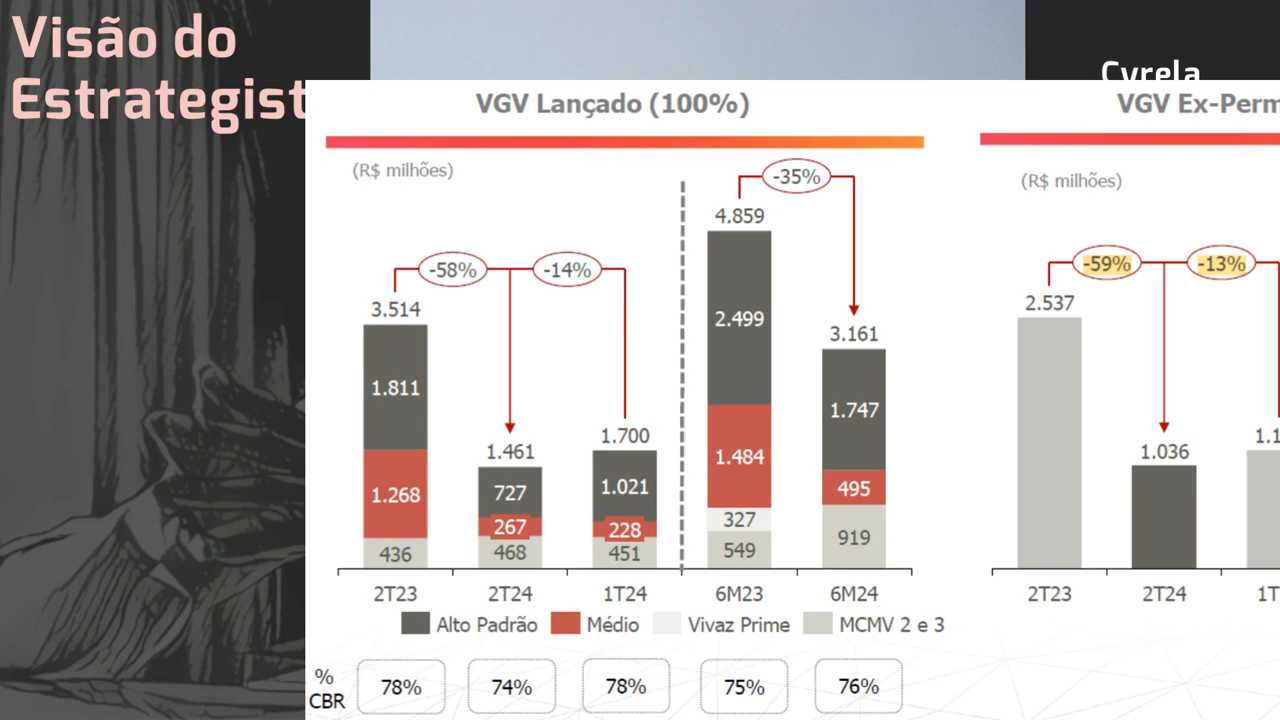 Visão do
Estrategist
Cyrela
VGV Lançado (100%)
(R$ milhões)
-35%
4.859
-58%
-14%
3.514
2.499
3.161
1.811
1.747
1.461
1.700
1.484
727
1.021
1.268
495
267
228
327
919
436
468
451
549
2T23
2T24
1T24
6M23
6M24
Alto Padrão
Médio
Vivaz Prime
MCMV 2 e 3
%
CBR
78%
74%
78%
75%
76%
VGV Ex-Perm
(R$ milhões)
-59%
-13%
2.537
1.036
1.1
2T23
2T24
1T